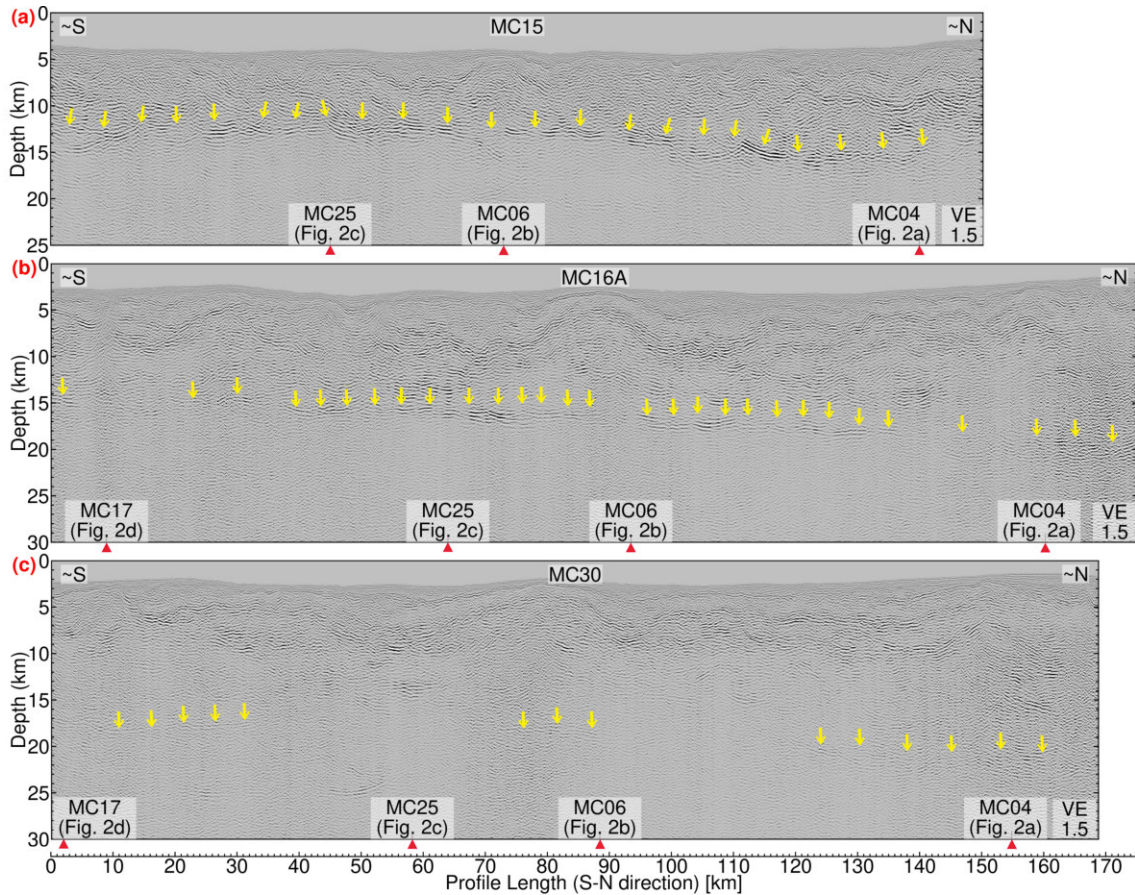 (a)
0
~S
MC15
~N
5
10
15
20
25
Depth (km)
MC25
(Fig. 2c)
MC06
(Fig. 2b)
MC04
(Fig. 2a)
VE
1.5
(b)
0
~S
MC16A
~N
5
10
15
20
25
30
Depth (km)
MC17
(Fig. 2d)
MC25
(Fig. 2c)
MC06
(Fig. 2b)
MC04
(Fig. 2a)
VE
1.5
(c)
0
~S
MC30
~N
5
10
15
20
25
30
Depth (km)
MC17
(Fig. 2d)
MC25
(Fig. 2c)
MC06
(Fig. 2b)
MC04
(Fig. 2a)
VE
1.5
0 10 20 30 40 50 60 70 80 90 100 110 120 130 140 150 160 170
Profile Length (S-N direction) [km]